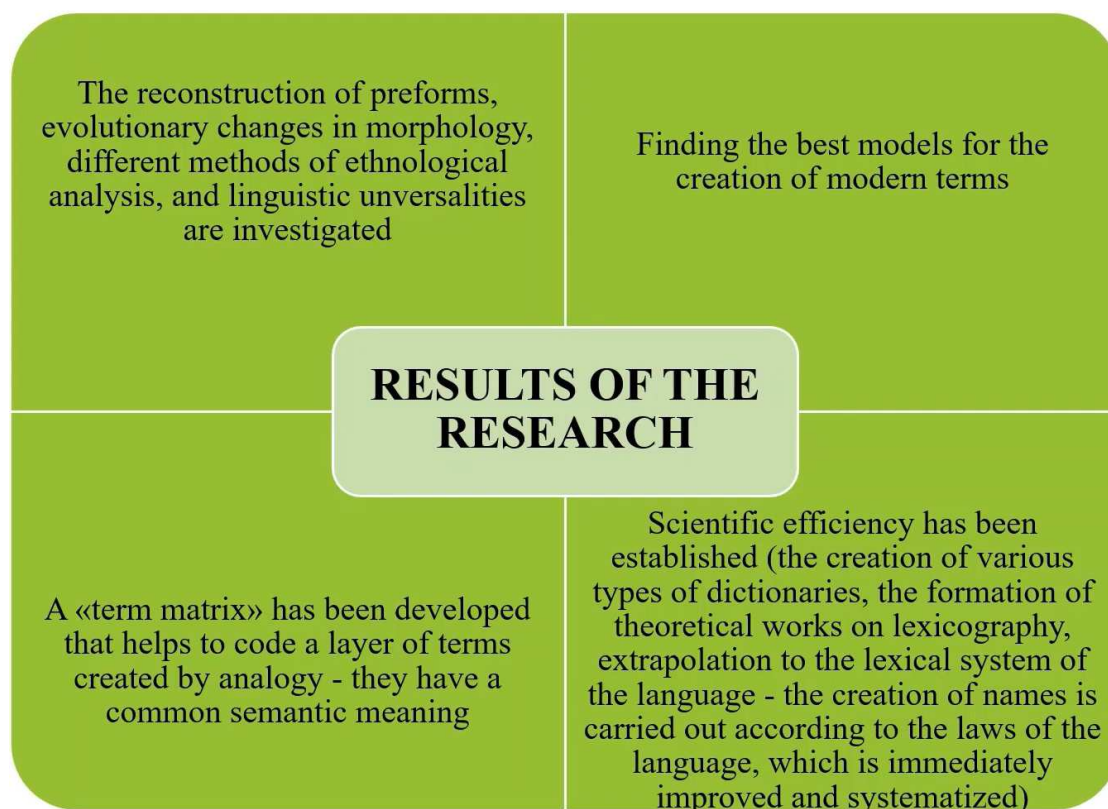 The reconstruction of preforms,
evolutionary changes in morphology,
different methods of ethnological
analysis, and linguistic unversalities
are investigated
Finding the best models for the
creation of modern terms
RESULTS OF THE
RESEARCH
A «term matrix» has been developed
that helps to code a layer of terms
created by analogy - they have a
common semantic meaning
Scientific efficiency has been
established (the creation of various
types of dictionaries, the formation of
theoretical works on lexicography,
extrapolation to the lexical system of
the language - the creation of names is
carried out according to the laws of the
language, which is immediately
improved and systematized)